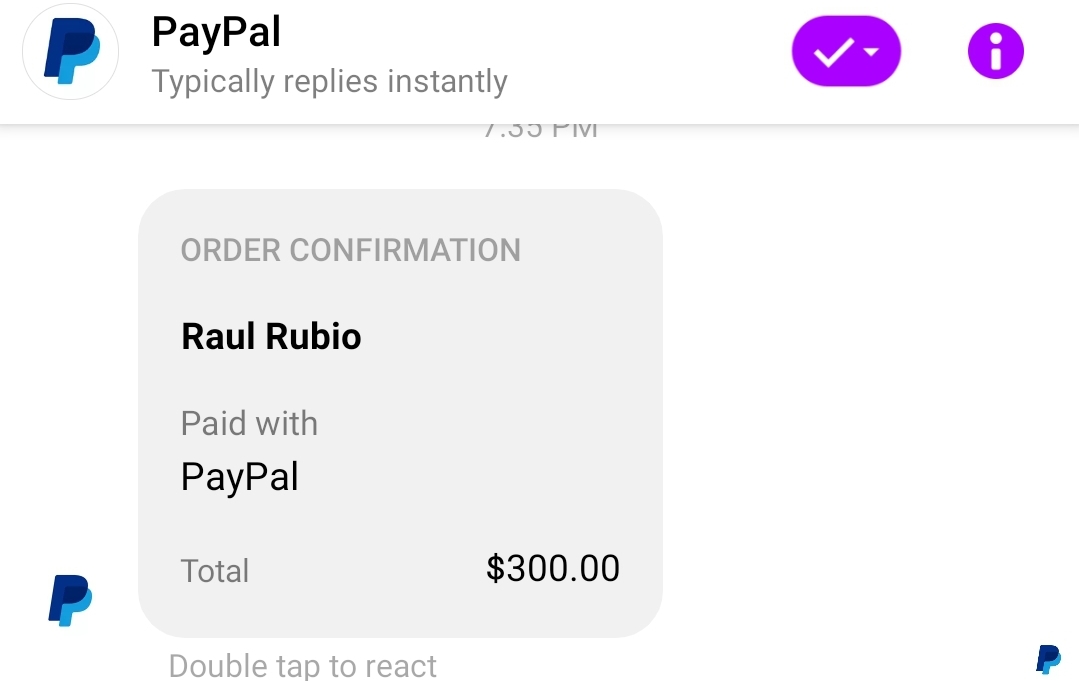 PayPal
Typically replies instantly
7:35 PM
ORDER CONFIRMATION
Raul Rubio
Paid with
PayPal
Total $300.00
Double tap to react